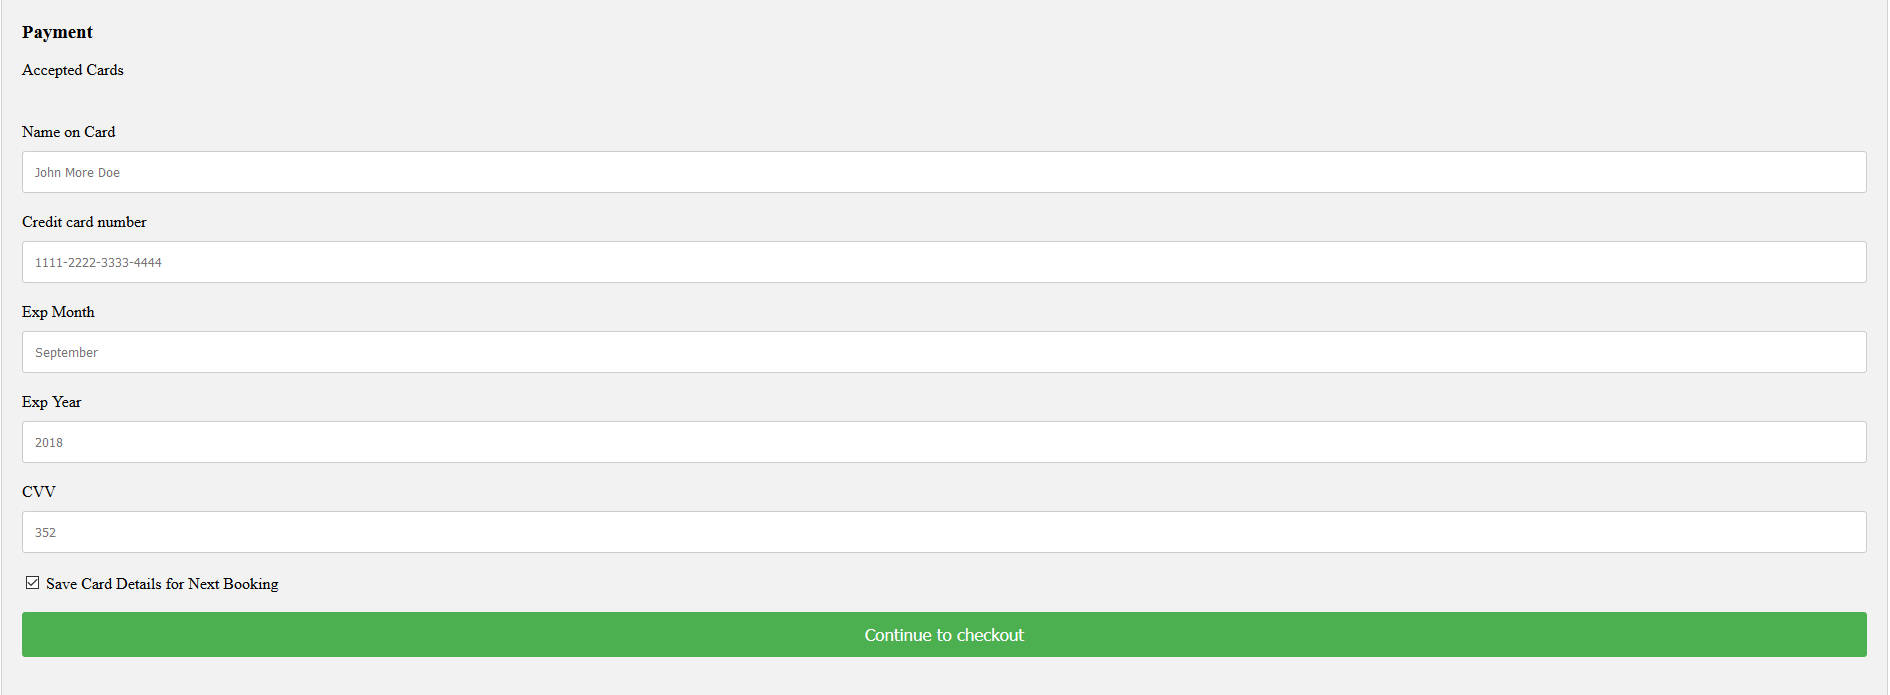 Payment
Accepted Cards
Name on Card
John More Doe
Credit card number
1111-2222-3333-4444
Exp Month
September
Exp Year
2018
CVV
352
Save Card Details for Next Booking
Continue to checkout